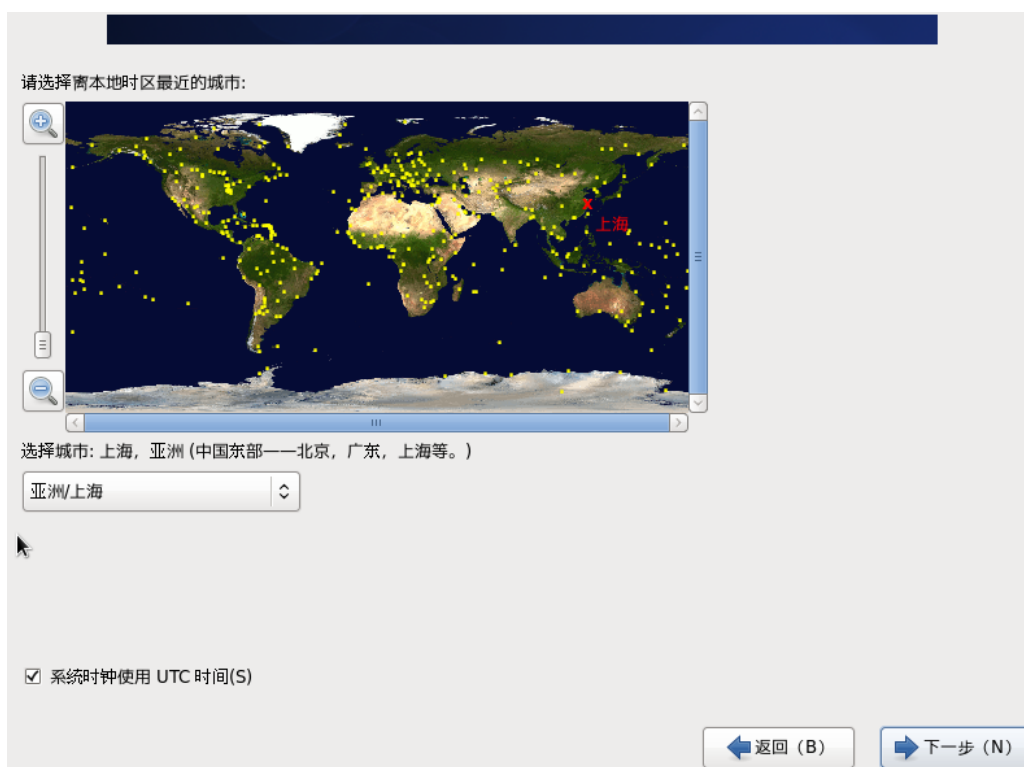 请选择离本地时区最近的城市:
上海
选择城市: 上海, 亚洲 (中国东部——北京，广东，上海等。)
亚洲/上海
系统时钟使用 UTC 时间(S)
返回（B）
下一步（N）